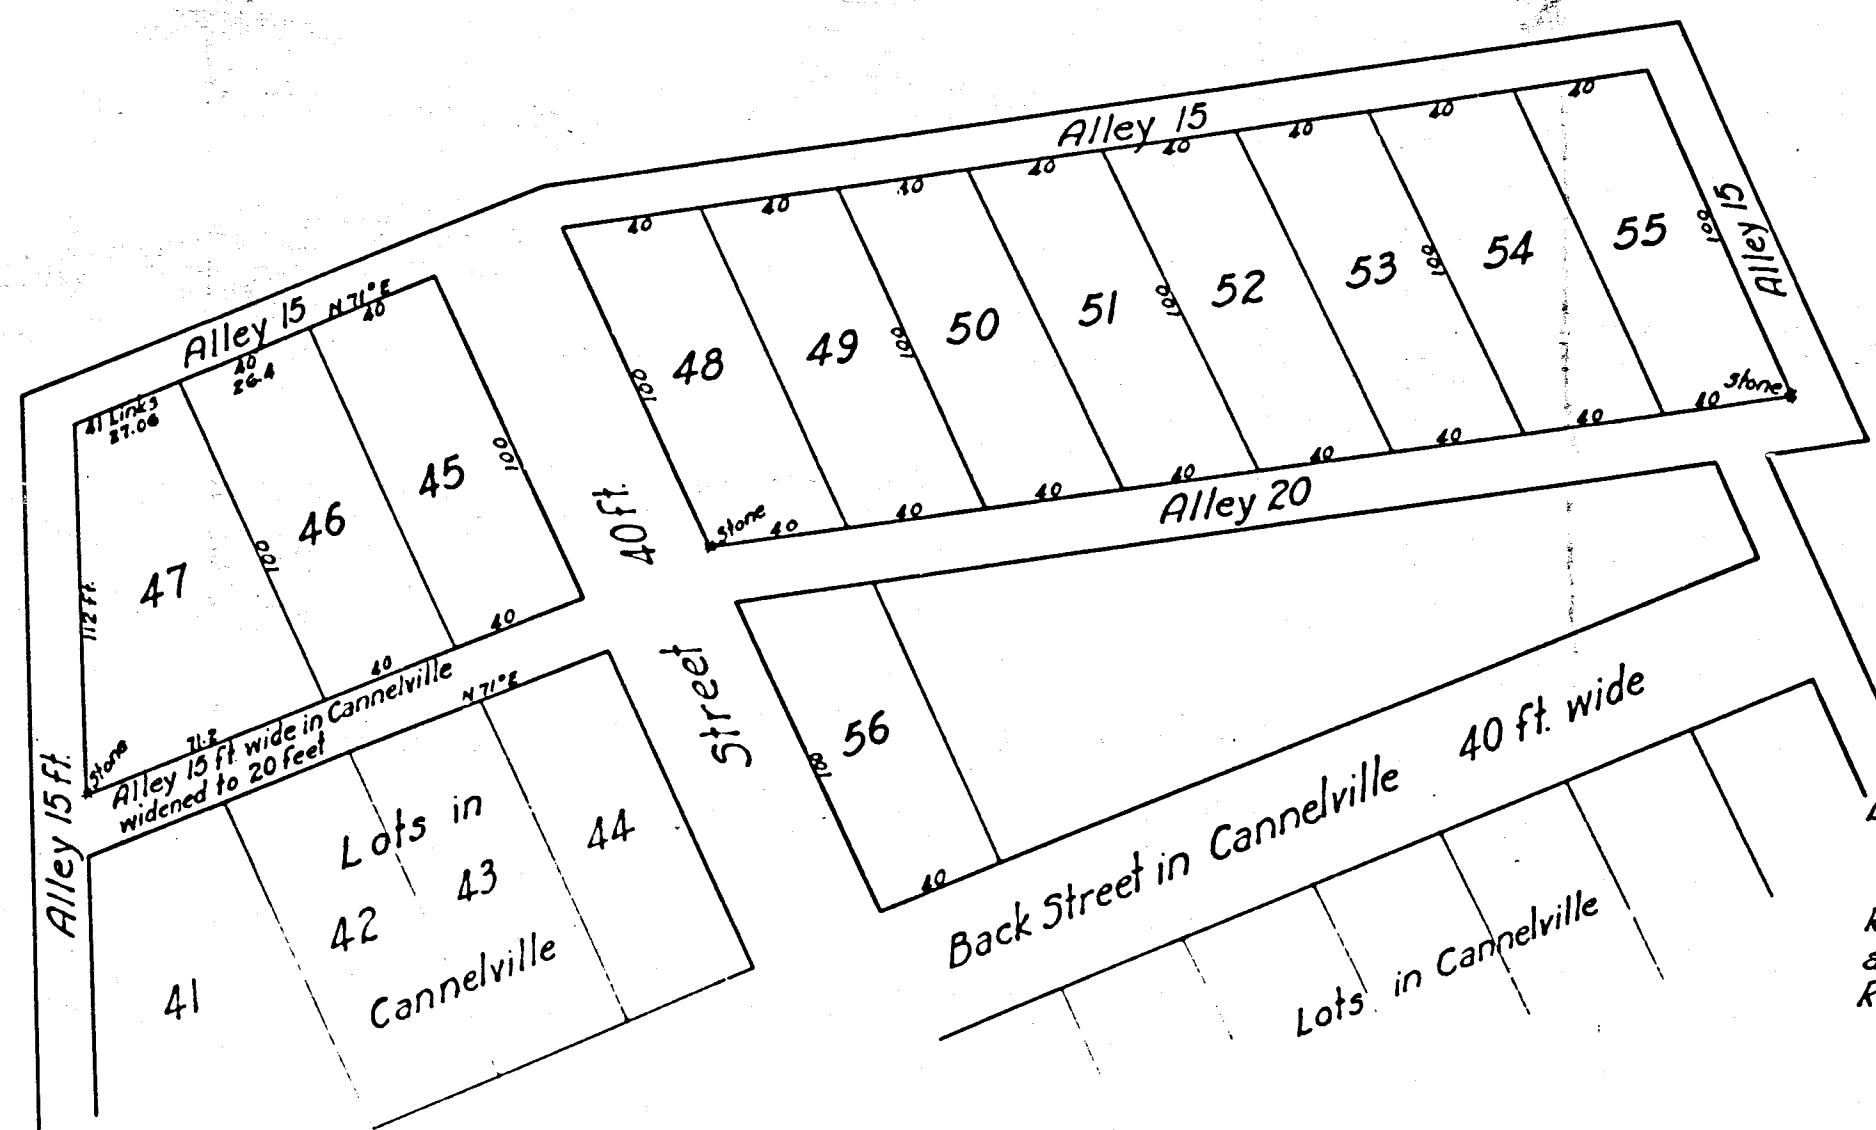 Alley 15
40 40 40 40 40 40 40 40
Alley 15
100
48 49 50 51 52 53 54 55
100 100 100 100
Stone
40 40 40 40 40 40 40 40
Stone
Alley 20
Alley 15
N 71° E
41 Links
27.06
40
26.4
40
47 46 45
112 ft.
100
100
40
40
71.2
Stone
Alley 15 ft. wide in Cannelville
widened to 20 feet
N 71° E
Alley 15 ft.
40 ft.
Street
56
100
40
Lots in
Cannelville
41 42 43 44
Back Street in Cannelville 40 ft. wide
Lots in Cannelville